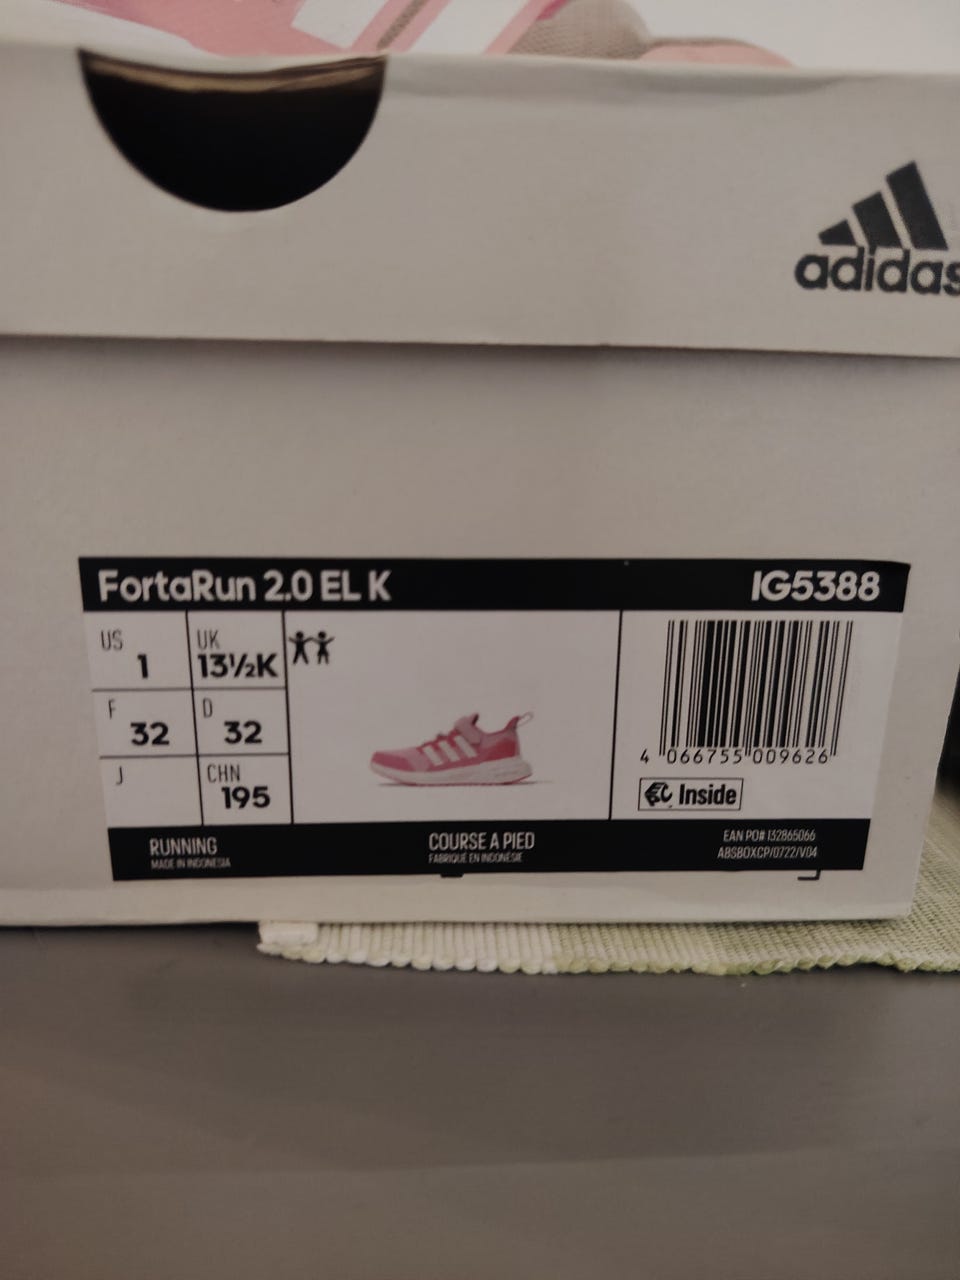 adidas
FortaRun 2.0 EL K IG5388
US 1 UK 13½K
F 32 D 32
J CHN 195
4 066755 009626
Inside
RUNNING
MADE IN INDONESIA
COURSE A PIED
FABRIQUÉ EN INDONESIE
EAN PO# 132865066
ABSBOXCP/0722/V04